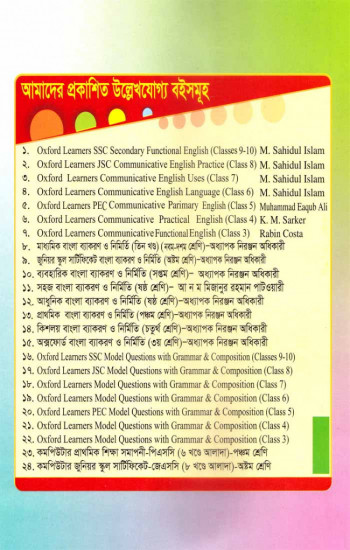 আমাদের প্রকাশিত উল্লেখযোগ্য বইসমূহ
১. Oxford Learners SSC Secondary Functional English (Classes 9-10) M. Sahidul Islam
২. Oxford Learners JSC Communicative English Practice (Class 8) M. Sahidul Islam
৩. Oxford Learners Communicative English Uses (Class 7) M. Sahidul Islam
৪. Oxford Learners Communicative English Language (Class 6) M. Sahidul Islam
৫. Oxford Learners PEC Communicative Parimary English (Class 5) Muhammad Eaqub Ali
৬. Oxford Learners Communicative Practical English (Class 4) K. M. Sarker
৭. Oxford Learners Communicative Functional English (Class 3) Rabin Costa
৮. মাধ্যমিক বাংলা ব্যাকরণ ও নির্মিতি (তিন খণ্ড) (নবম-দশম শ্রেণি)–অধ্যাপক নিরঞ্জন অধিকারী
৯. জুনিয়র স্কুল সার্টিফিকেট বাংলা ব্যাকরণ ও নির্মিতি (অষ্টম শ্রেণি)–অধ্যাপক নিরঞ্জন অধিকারী
১০. ব্যবহারিক বাংলা ব্যাকরণ ও নির্মিতি (সপ্তম শ্রেণি)– অধ্যাপক নিরঞ্জন অধিকারী
১১. সহজ বাংলা ব্যাকরণ ও নির্মিতি (ষষ্ঠ শ্রেণি)– আ ন ম মিজানুর রহমান পাটওয়ারী
১২. আধুনিক বাংলা ব্যাকরণ ও নির্মিতি (ষষ্ঠ শ্রেণি)–অধ্যাপক নিরঞ্জন অধিকারী
১৩. প্রাথমিক বাংলা ব্যাকরণ ও নির্মিতি (পঞ্চম শ্রেণি)–অধ্যাপক নিরঞ্জন অধিকারী
১৪. কিশলয় বাংলা ব্যাকরণ ও নির্মিতি (চতুর্থ শ্রেণি)–অধ্যাপক নিরঞ্জন অধিকারী
১৫. অক্সফোর্ড বাংলা ব্যাকরণ ও নির্মিতি (৩য় শ্রেণি)–অধ্যাপক নিরঞ্জন অধিকারী
১৬. Oxford Learners SSC Model Questions with Grammar & Composition (Classes 9-10)
১৭. Oxford Learners JSC Model Questions with Grammar & Composition (Class 8)
১৮. Oxford Learners Model Questions with Grammar & Composition (Class 7)
১৯. Oxford Learners Model Questions with Grammar & Composition (Class 6)
২০. Oxford Learners PEC Model Questions with Grammar & Composition (Class 5)
২১. Oxford Learners Model Questions with Grammar & Composition (Class 4)
২২. Oxford Learners Model Questions with Grammar & Composition (Class 3)
২৩. কমপিউটার প্রাথমিক শিক্ষা সমাপনী-পিএসসি (৬ খণ্ডে আলাদা)-পঞ্চম শ্রেণি
২৪. কমপিউটার জুনিয়র স্কুল সার্টিফিকেট-জেএসসি (৮ খণ্ডে আলাদা)-অষ্টম শ্রেণি